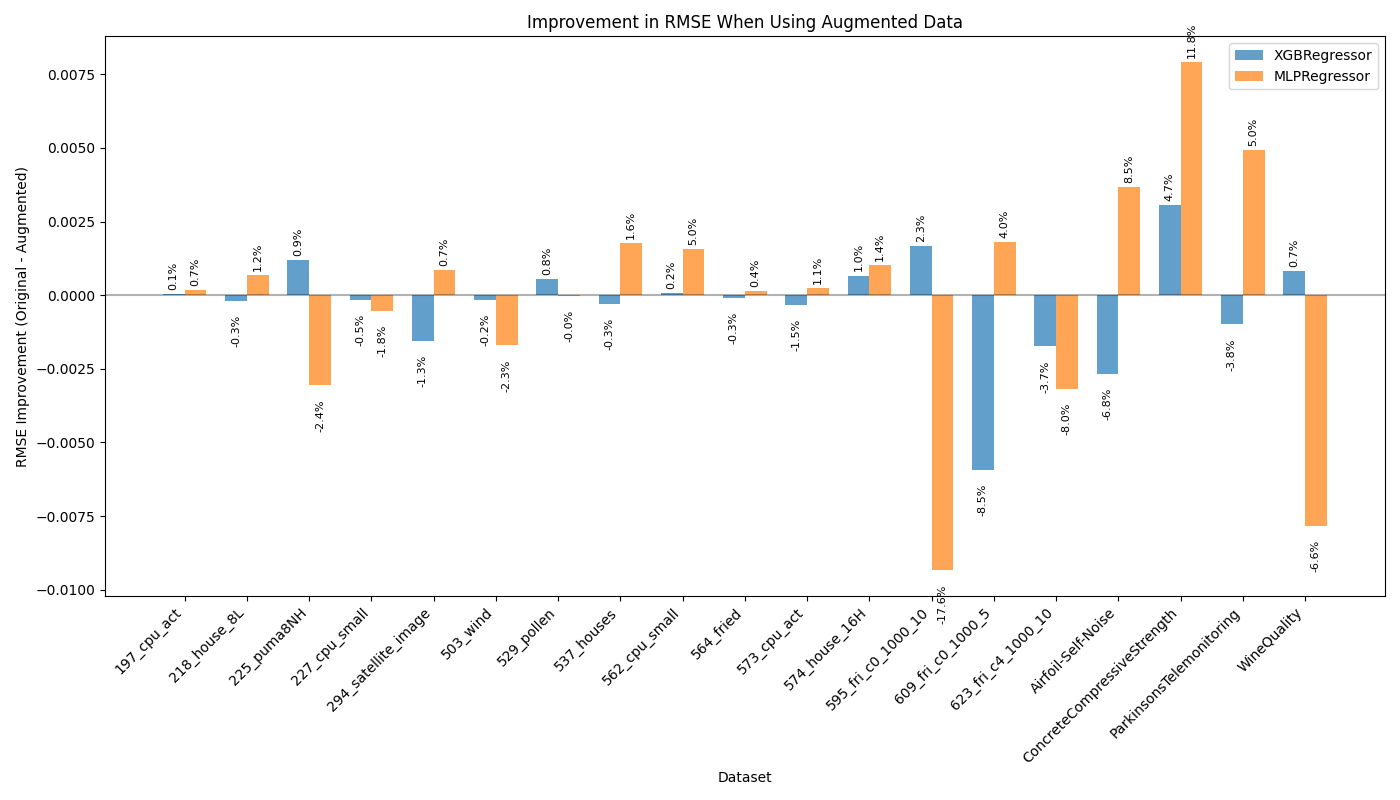 Improvement in RMSE When Using Augmented Data
RMSE Improvement (Original - Augmented)
0.0075
0.0050
0.0025
0.0000
−0.0025
−0.0050
−0.0075
−0.0100
XGBRegressor
MLPRegressor
0.1%
0.7%
-0.3%
1.2%
0.9%
-2.4%
-0.5%
-1.8%
-1.3%
0.7%
-0.2%
-2.3%
0.8%
-0.0%
-0.3%
1.6%
0.2%
5.0%
-0.3%
0.4%
-1.5%
1.1%
1.0%
1.4%
2.3%
-17.6%
-8.5%
4.0%
-3.7%
-8.0%
-6.8%
8.5%
4.7%
11.8%
-3.8%
5.0%
0.7%
-6.6%
197_cpu_act
218_house_8L
225_puma8NH
227_cpu_small
294_satellite_image
503_wind
529_pollen
537_houses
562_cpu_small
564_fried
573_cpu_act
574_house_16H
595_fri_c0_1000_10
609_fri_c0_1000_5
623_fri_c4_1000_10
Airfoil-Self-Noise
ConcreteCompressiveStrength
ParkinsonsTelemonitoring
WineQuality
Dataset